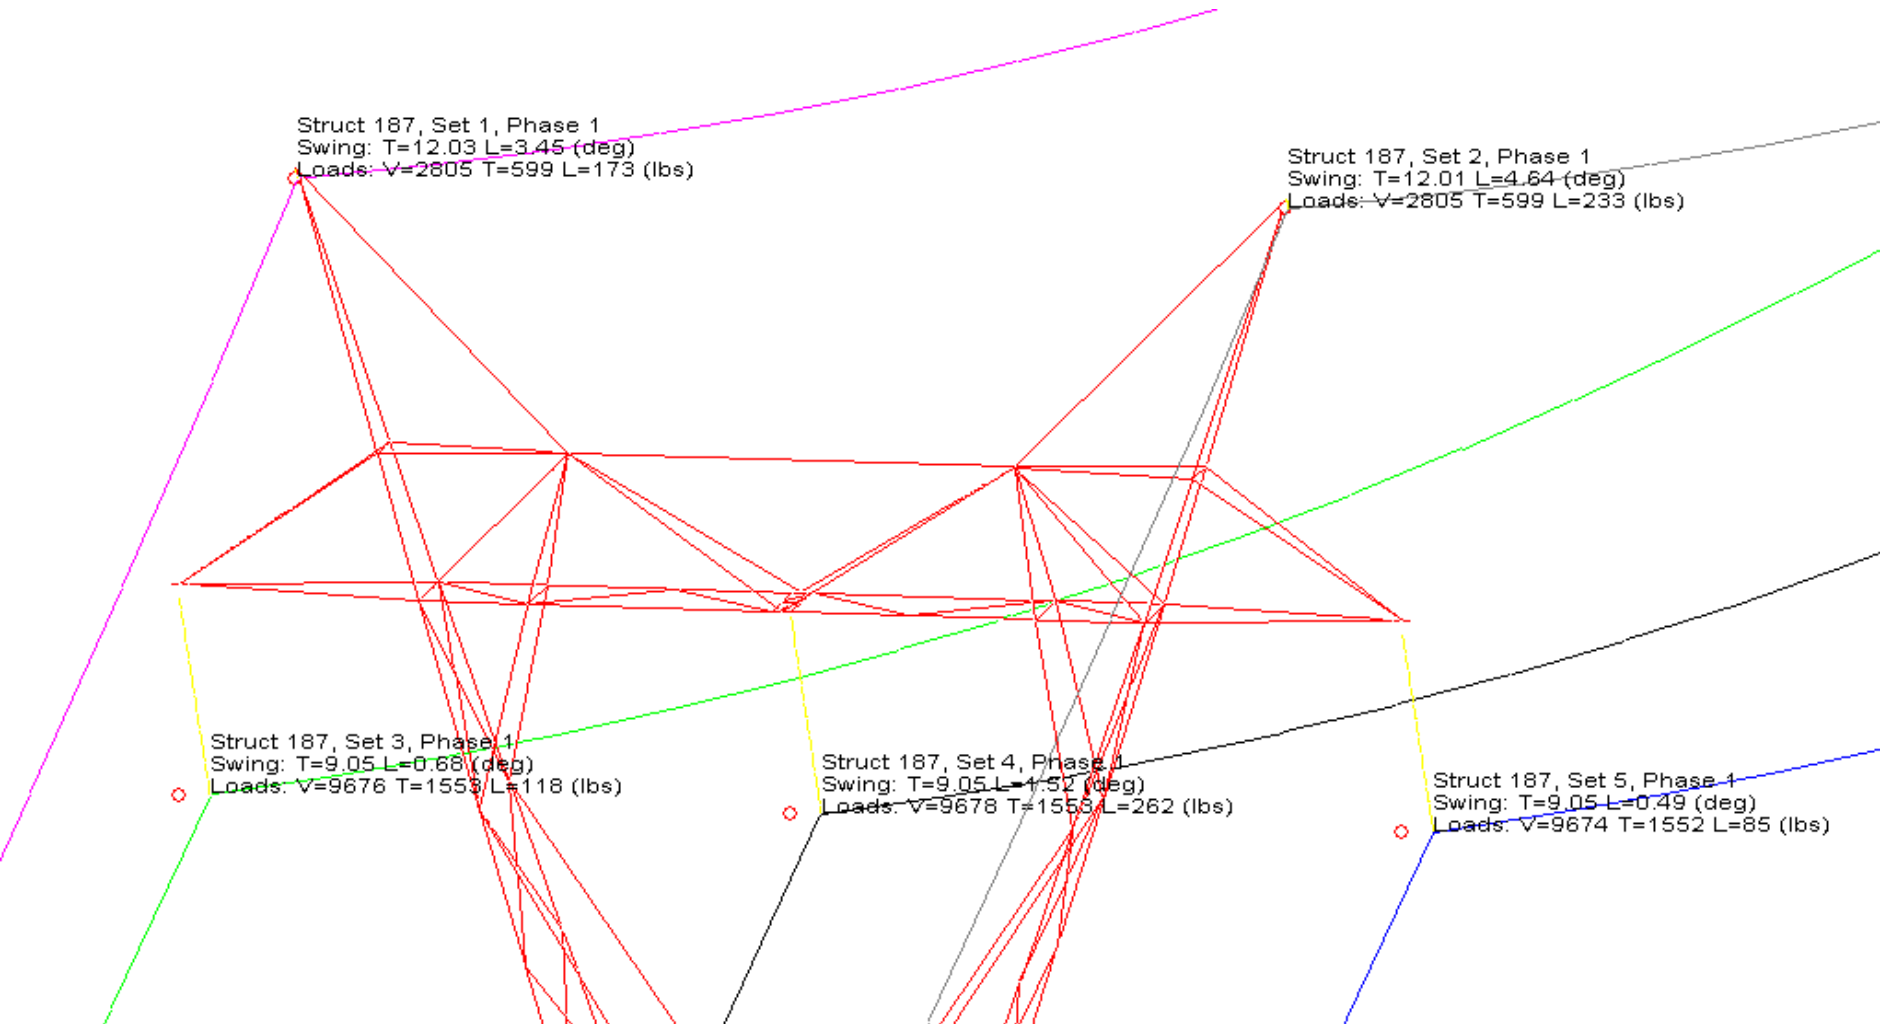 Struct 187, Set 1, Phase 1
Swing: T=12.03 L=3.45 (deg)
Loads: V=2805 T=599 L=173 (lbs)
Struct 187, Set 2, Phase 1
Swing: T=12.01 L=4.64 (deg)
Loads: V=2805 T=599 L=233 (lbs)
Struct 187, Set 3, Phase 1
Swing: T=9.05 L=0.68 (deg)
Loads: V=9676 T=1553 L=118 (lbs)
Struct 187, Set 4, Phase 1
Swing: T=9.05 L=1.52 (deg)
Loads: V=9678 T=1553 L=262 (lbs)
Struct 187, Set 5, Phase 1
Swing: T=9.05 L=0.49 (deg)
Loads: V=9674 T=1552 L=85 (lbs)